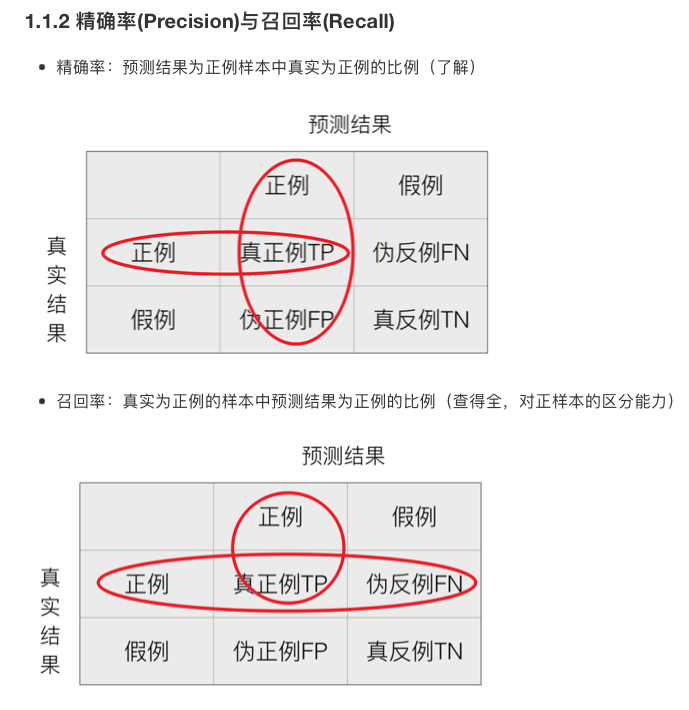 1.1.2 精确率(Precision)与召回率(Recall)
精确率：预测结果为正例样本中真实为正例的比例（了解）
预测结果
正例 假例
真实结果
正例 真正例TP 伪反例FN
假例 伪正例FP 真反例TN
召回率：真实为正例的样本中预测结果为正例的比例（查得全，对正样本的区分能力）
预测结果
正例 假例
真实结果
正例 真正例TP 伪反例FN
假例 伪正例FP 真反例TN